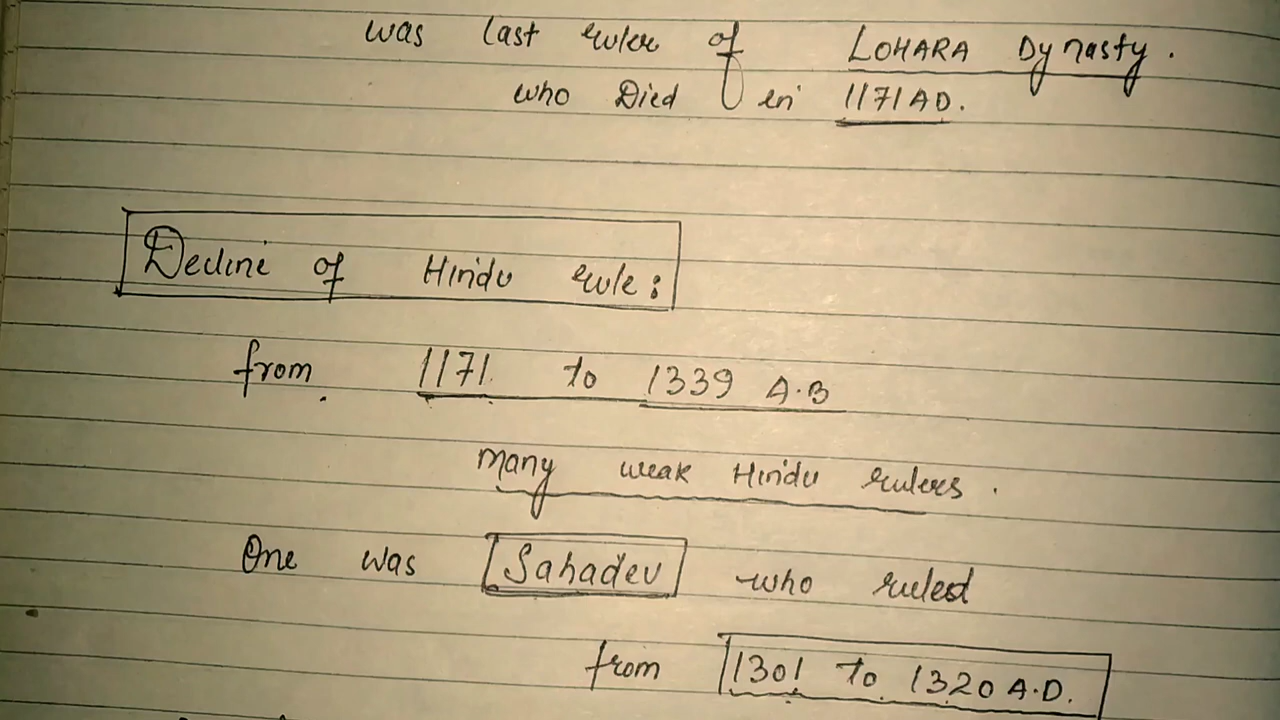 was last ruler of LOHARA Dynasty.
who Died in 1171 AD.
Decline of Hindu rule:
from 1171 to 1339 A.B
many weak Hindu rulers.
One was Sahadev who ruled
from 1301 to 1320 A.D.